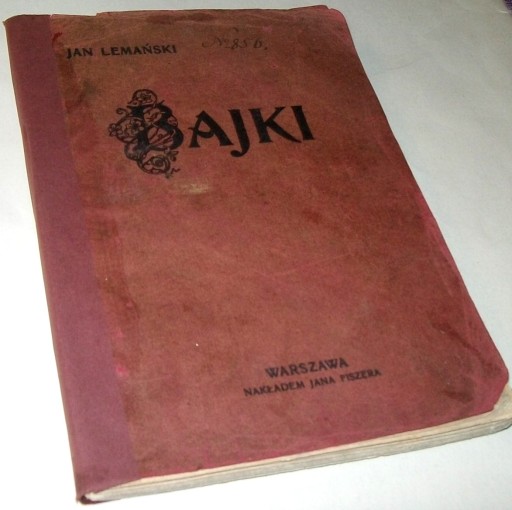 JAN LEMAŃSKI
BAJKI
WARSZAWA
NAKŁADEM JANA FISZERA